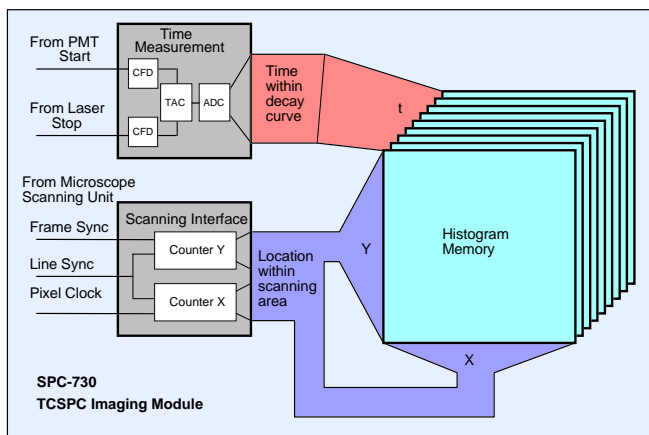 From PMT
Start
Time
Measurement
CFD
TAC
ADC
From Laser
Stop
CFD
Time
within
decay
curve
t
From Microscope
Scanning Unit
Frame Sync
Line Sync
Pixel Clock
Scanning Interface
Counter Y
Counter X
Location
within
scanning
area
Y
Histogram
Memory
X
SPC-730
TCSPC Imaging Module